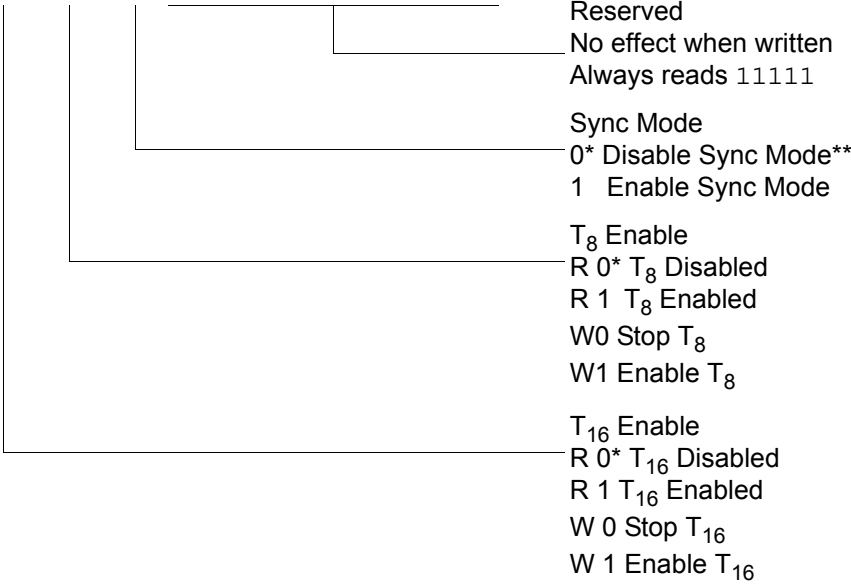 Reserved
No effect when written
Always reads 11111
Sync Mode
0* Disable Sync Mode**
1 Enable Sync Mode
T8 Enable
R 0* T8 Disabled
R 1 T8 Enabled
W0 Stop T8
W1 Enable T8
T16 Enable
R 0* T16 Disabled
R 1 T16 Enabled
W 0 Stop T16
W 1 Enable T16